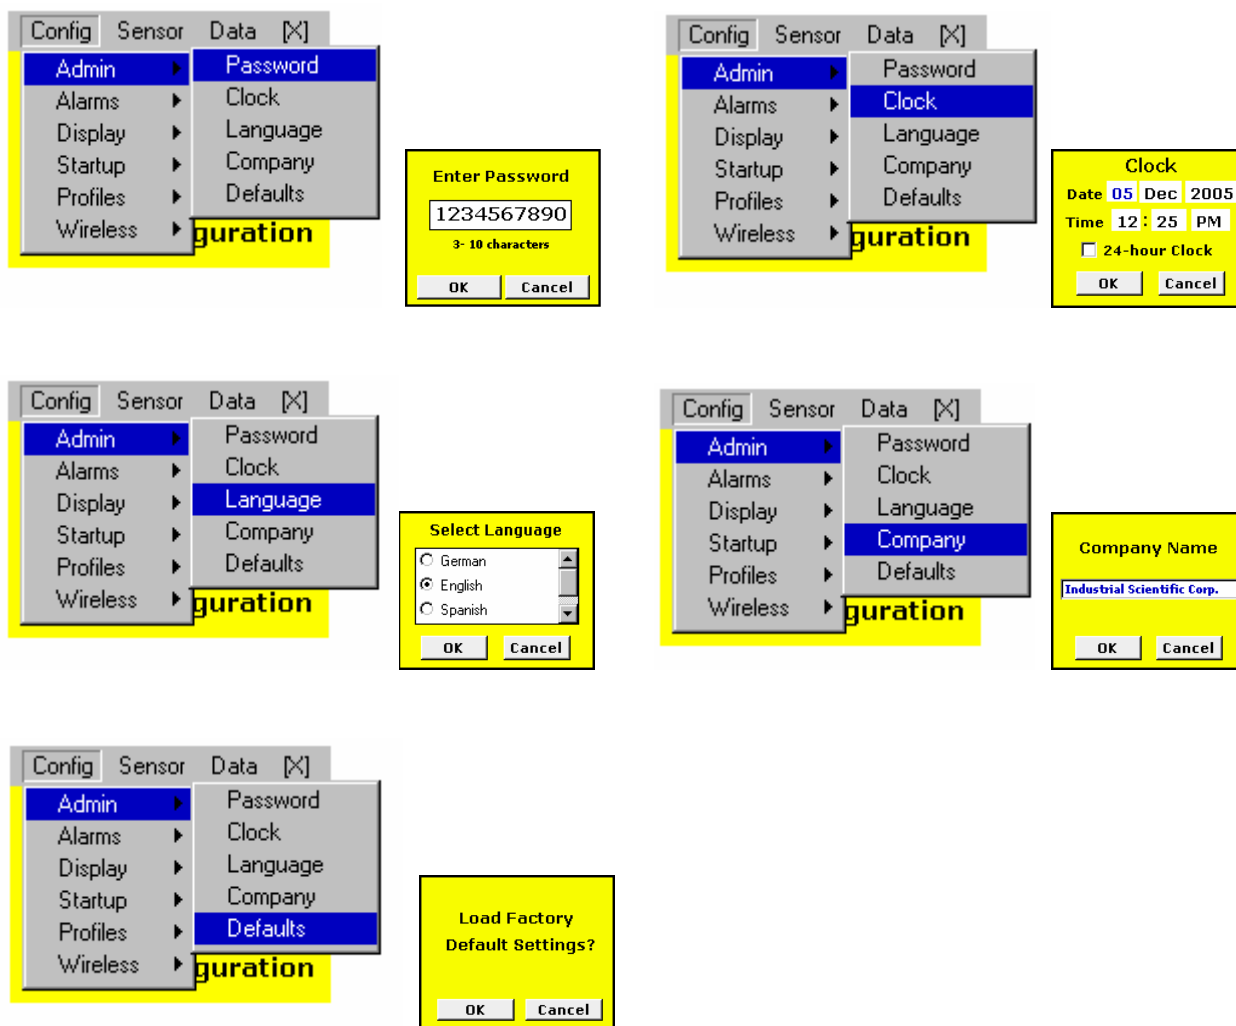 Config Sensor Data [X]
Admin
Alarms
Display
Startup
Profiles
Wireless
Password
Clock
Language
Company
Defaults
guration
Enter Password
1234567890
3- 10 characters
OK Cancel
Config Sensor Data [X]
Admin
Alarms
Display
Startup
Profiles
Wireless
Password
Clock
Language
Company
Defaults
guration
Clock
Date 05 Dec 2005
Time 12 : 25 PM
24-hour Clock
OK Cancel
Config Sensor Data [X]
Admin
Alarms
Display
Startup
Profiles
Wireless
Password
Clock
Language
Company
Defaults
guration
Select Language
German
English
Spanish
OK Cancel
Config Sensor Data [X]
Admin
Alarms
Display
Startup
Profiles
Wireless
Password
Clock
Language
Company
Defaults
guration
Company Name
Industrial Scientific Corp.
OK Cancel
Config Sensor Data [X]
Admin
Alarms
Display
Startup
Profiles
Wireless
Password
Clock
Language
Company
Defaults
guration
Load Factory
Default Settings?
OK Cancel